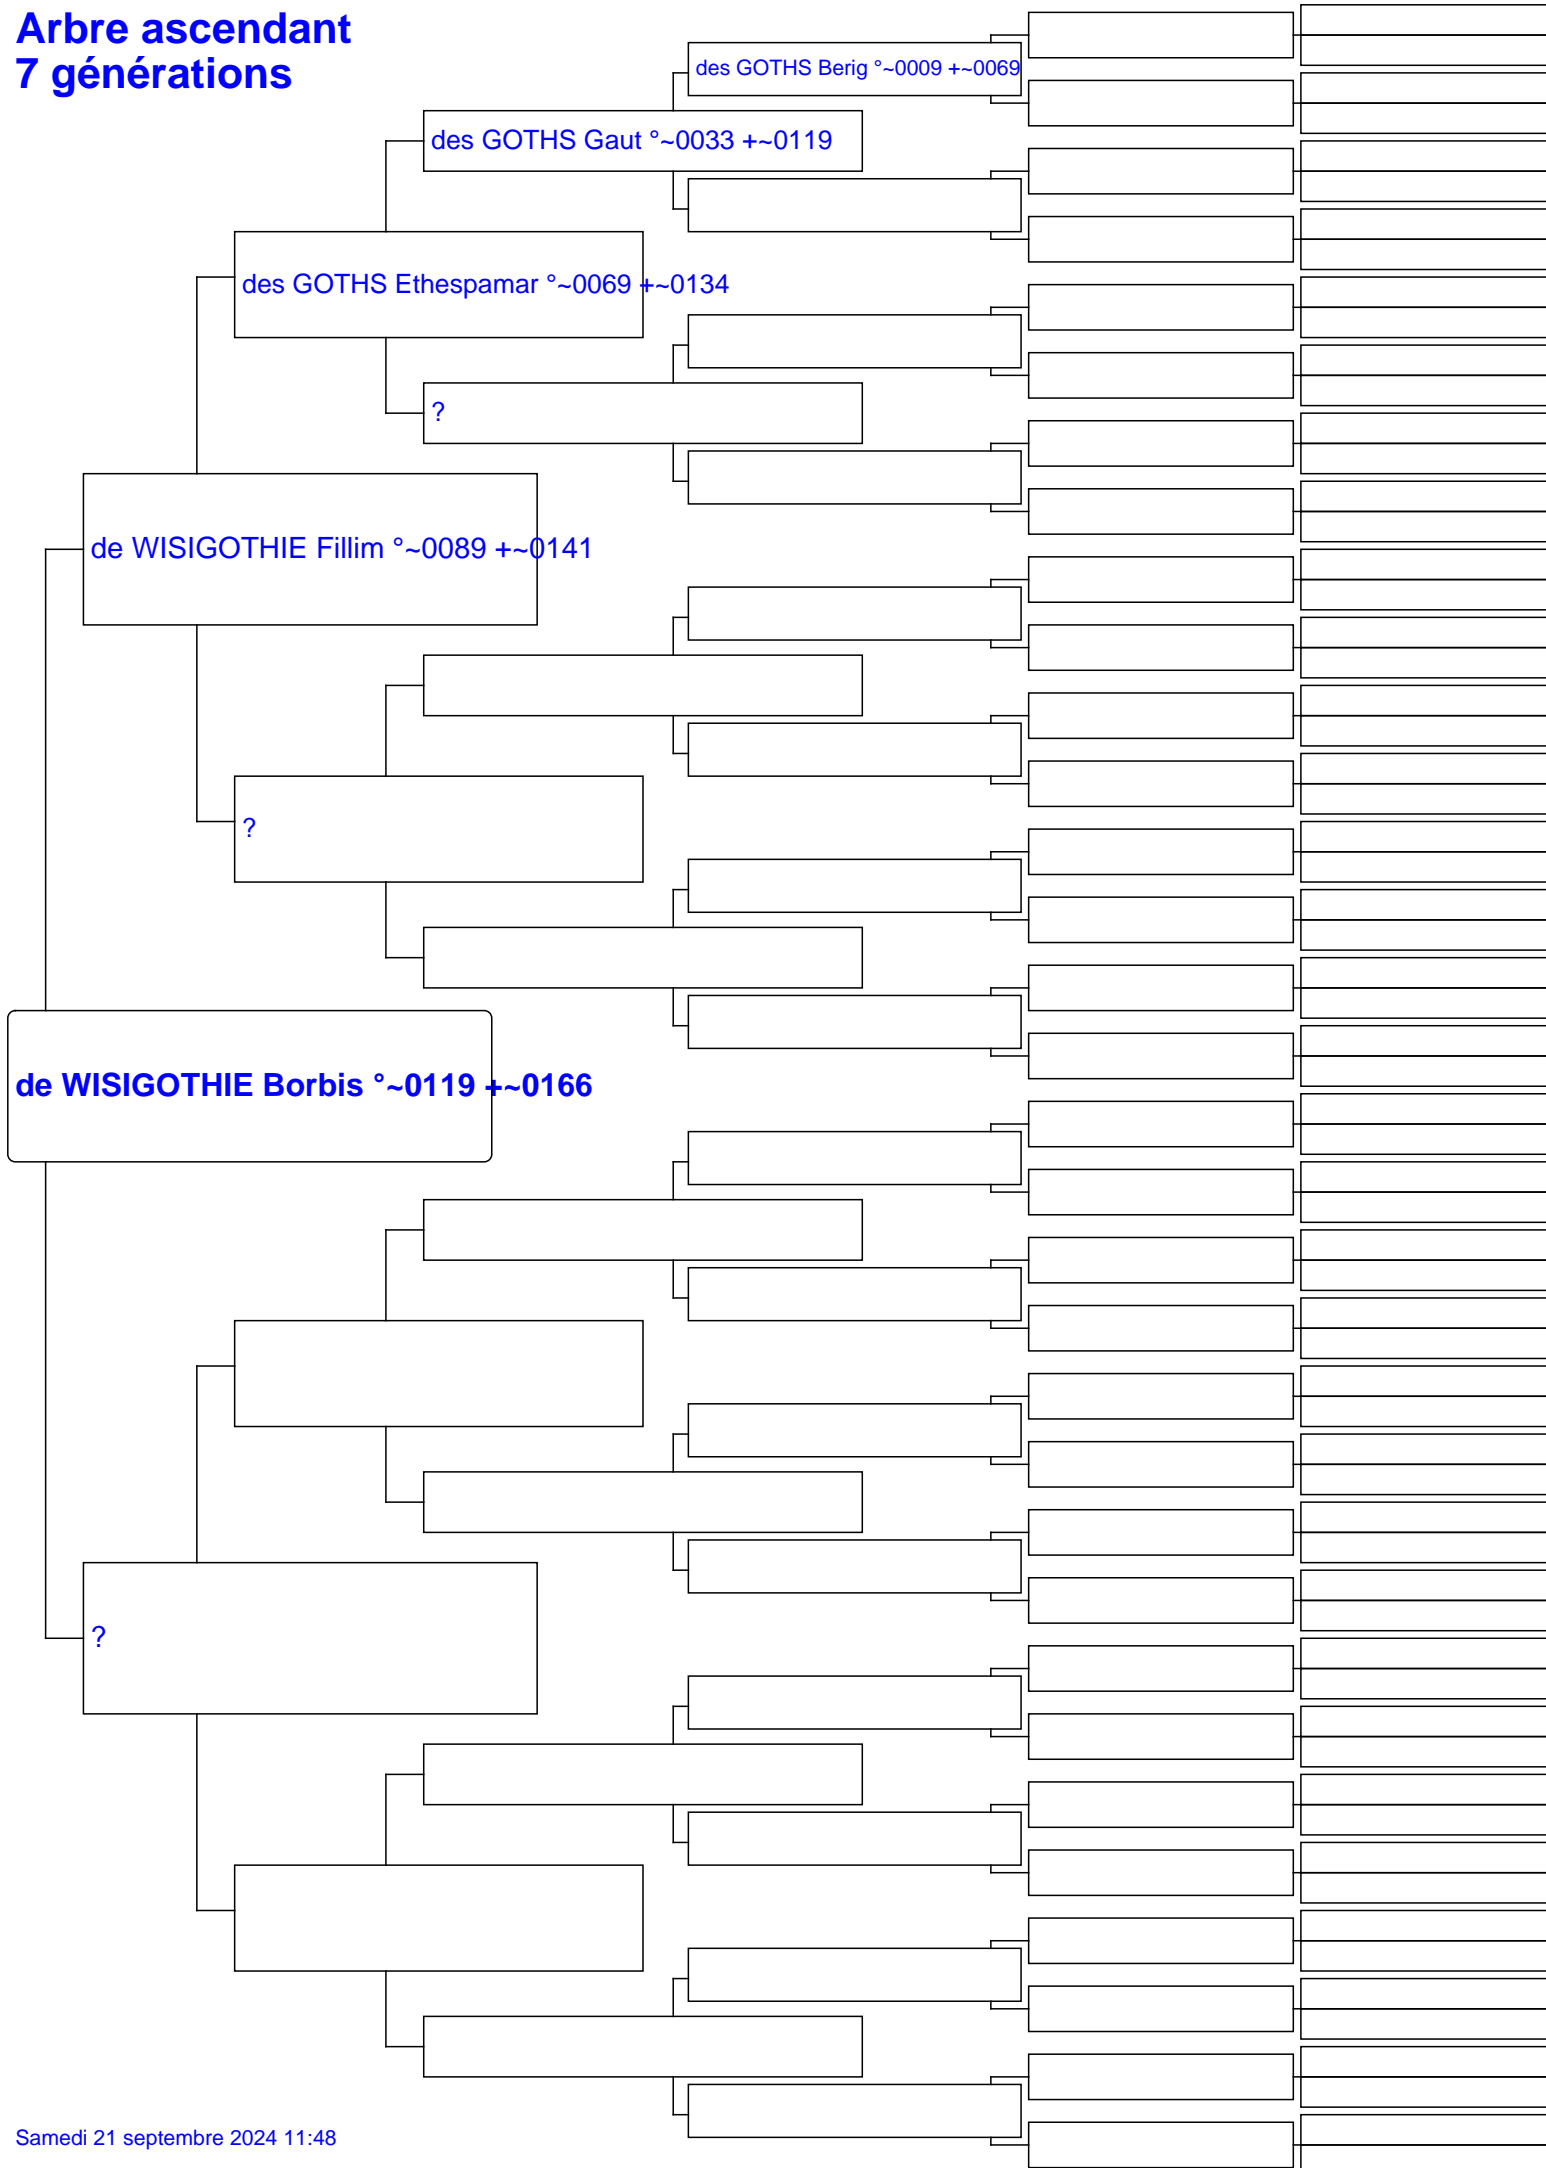 Arbre ascendant
7 générations
des GOTHS Berig °~0009 +~0069
des GOTHS Gaut °~0033 +~0119
des GOTHS Ethespamar °~0069 +~0134
?
de WISIGOTHIE Fillim °~0089 +~0141
?
de WISIGOTHIE Borbis °~0119 +~0166
?
Samedi 21 septembre 2024 11:48